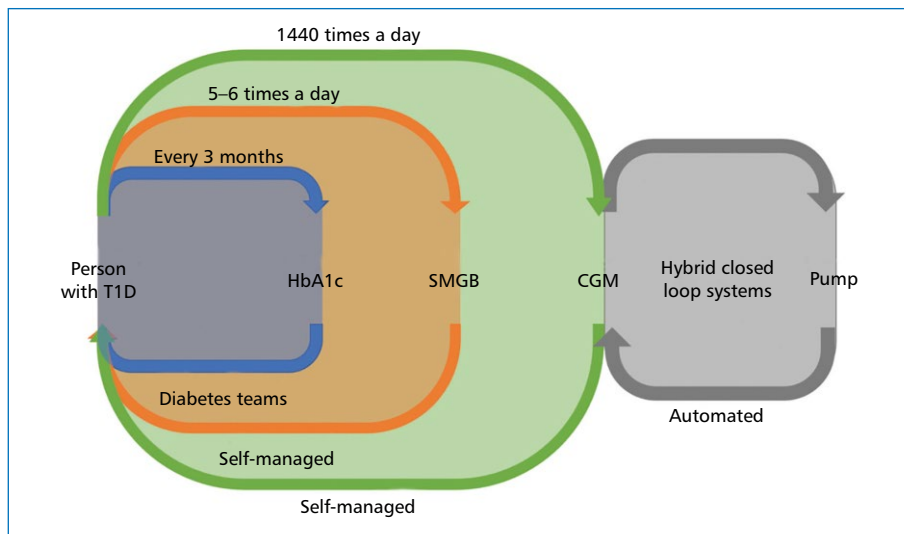 1440 times a day
5–6 times a day
Every 3 months
Person
with T1D
HbA1c
SMGB
CGM
Hybrid closed
loop systems
Pump
Diabetes teams
Automated
Self-managed
Self-managed